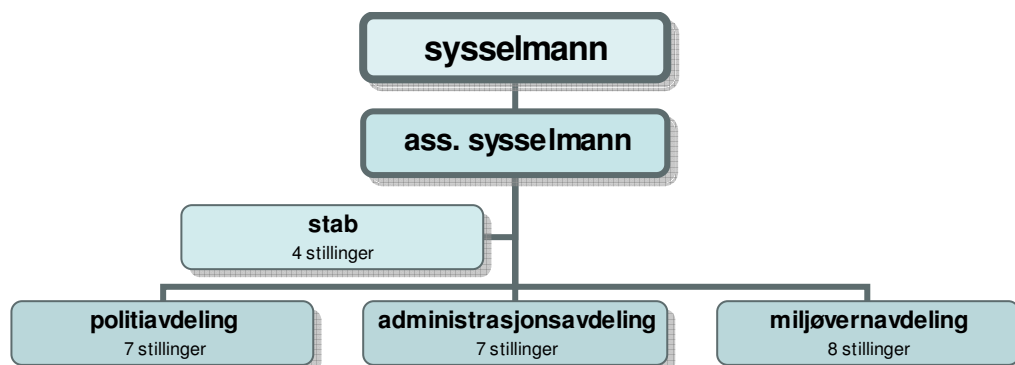 sysselmann
ass. sysselmann
stab
4 stillinger
politiavdeling
7 stillinger
administrasjonsavdeling
7 stillinger
miljøvernavdeling
8 stillinger